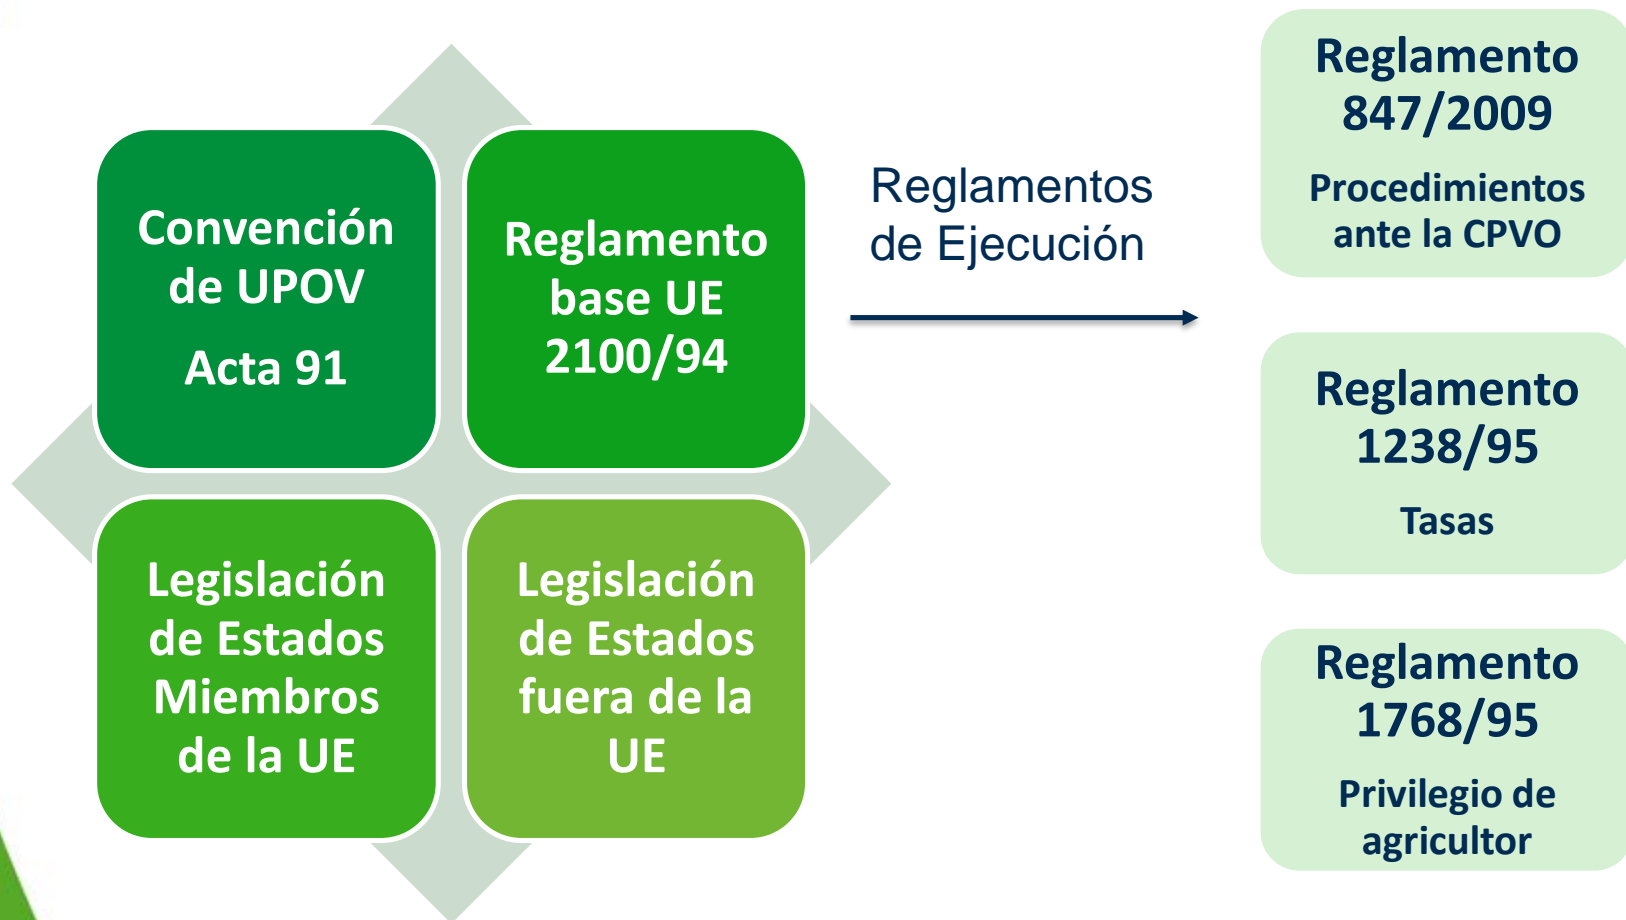 Convención
de UPOV
Acta 91
Reglamento
base UE
2100/94
Legislación
de Estados
Miembros
de la UE
Legislación
de Estados
fuera de la
UE
Reglamentos
de Ejecución
Reglamento
847/2009
Procedimientos
ante la CPVO
Reglamento
1238/95
Tasas
Reglamento
1768/95
Privilegio de
agricultor